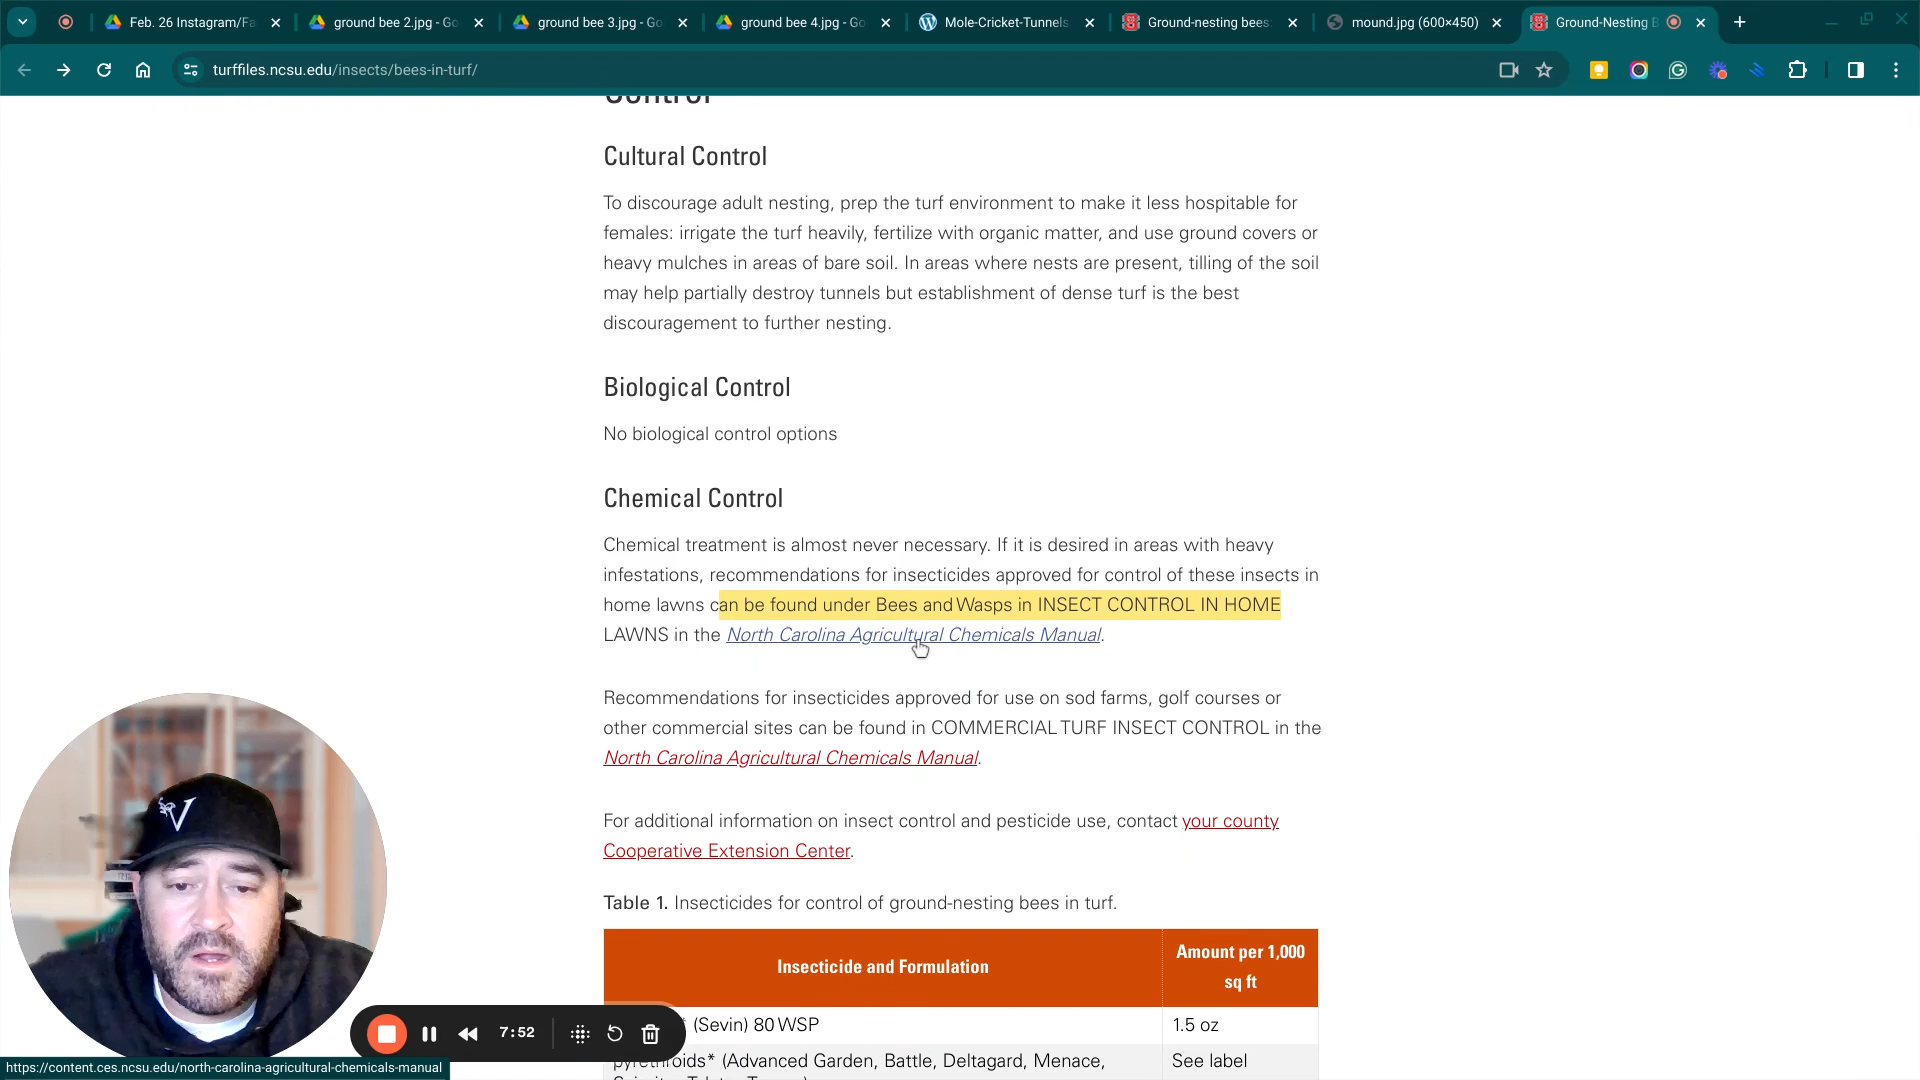 Feb. 26 Instagram/Fa
ground bee 2.jpg - Go
ground bee 3.jpg - Go
ground bee 4.jpg - Go
Mole-Cricket-Tunnels
Ground-nesting bees:
mound.jpg (600×450)
Ground-Nesting B
turffiles.ncsu.edu/insects/bees-in-turf/
Control
Cultural Control
To discourage adult nesting, prep the turf environment to make it less hospitable for
females: irrigate the turf heavily, fertilize with organic matter, and use ground covers or
heavy mulches in areas of bare soil. In areas where nests are present, tilling of the soil
may help partially destroy tunnels but establishment of dense turf is the best
discouragement to further nesting.
Biological Control
No biological control options
Chemical Control
Chemical treatment is almost never necessary. If it is desired in areas with heavy
infestations, recommendations for insecticides approved for control of these insects in
home lawns can be found under Bees and Wasps in INSECT CONTROL IN HOME
LAWNS in the North Carolina Agricultural Chemicals Manual.
Recommendations for insecticides approved for use on sod farms, golf courses or
other commercial sites can be found in COMMERCIAL TURF INSECT CONTROL in the
North Carolina Agricultural Chemicals Manual.
For additional information on insect control and pesticide use, contact your county
Cooperative Extension Center.
Table 1. Insecticides for control of ground-nesting bees in turf.
Insecticide and Formulation
Amount per 1,000
sq ft
(Sevin) 80 WSP
1.5 oz
pyrethroids* (Advanced Garden, Battle, Deltagard, Menace,
See label
V
7:52
https://content.ces.ncsu.edu/north-carolina-agricultural-chemicals-manual